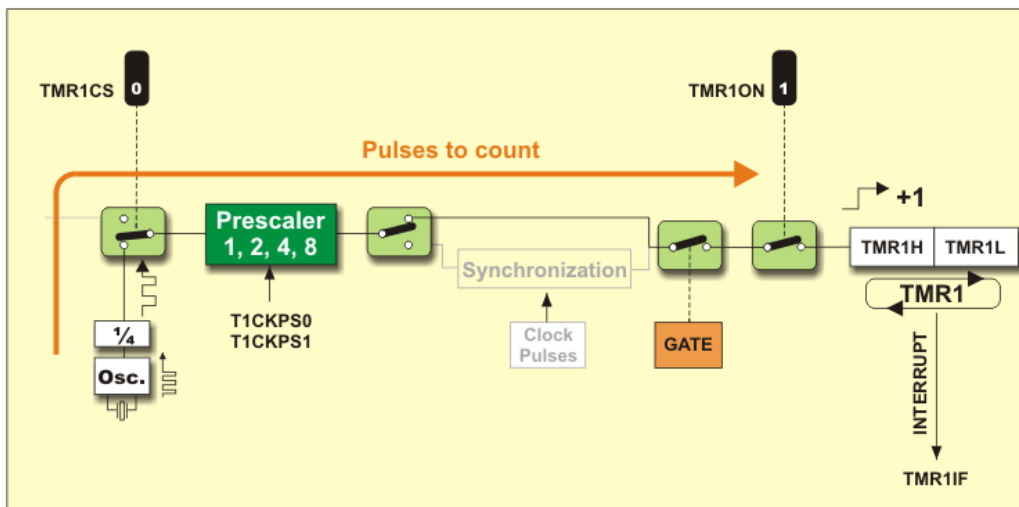 TMR1CS
0
TMR1ON
1
Pulses to count
+1
Prescaler
1, 2, 4, 8
TMR1H
TMR1L
Synchronization
TMR1
T1CKPS0
T1CKPS1
¼
Clock
Pulses
GATE
Osc.
INTERRUPT
TMR1IF